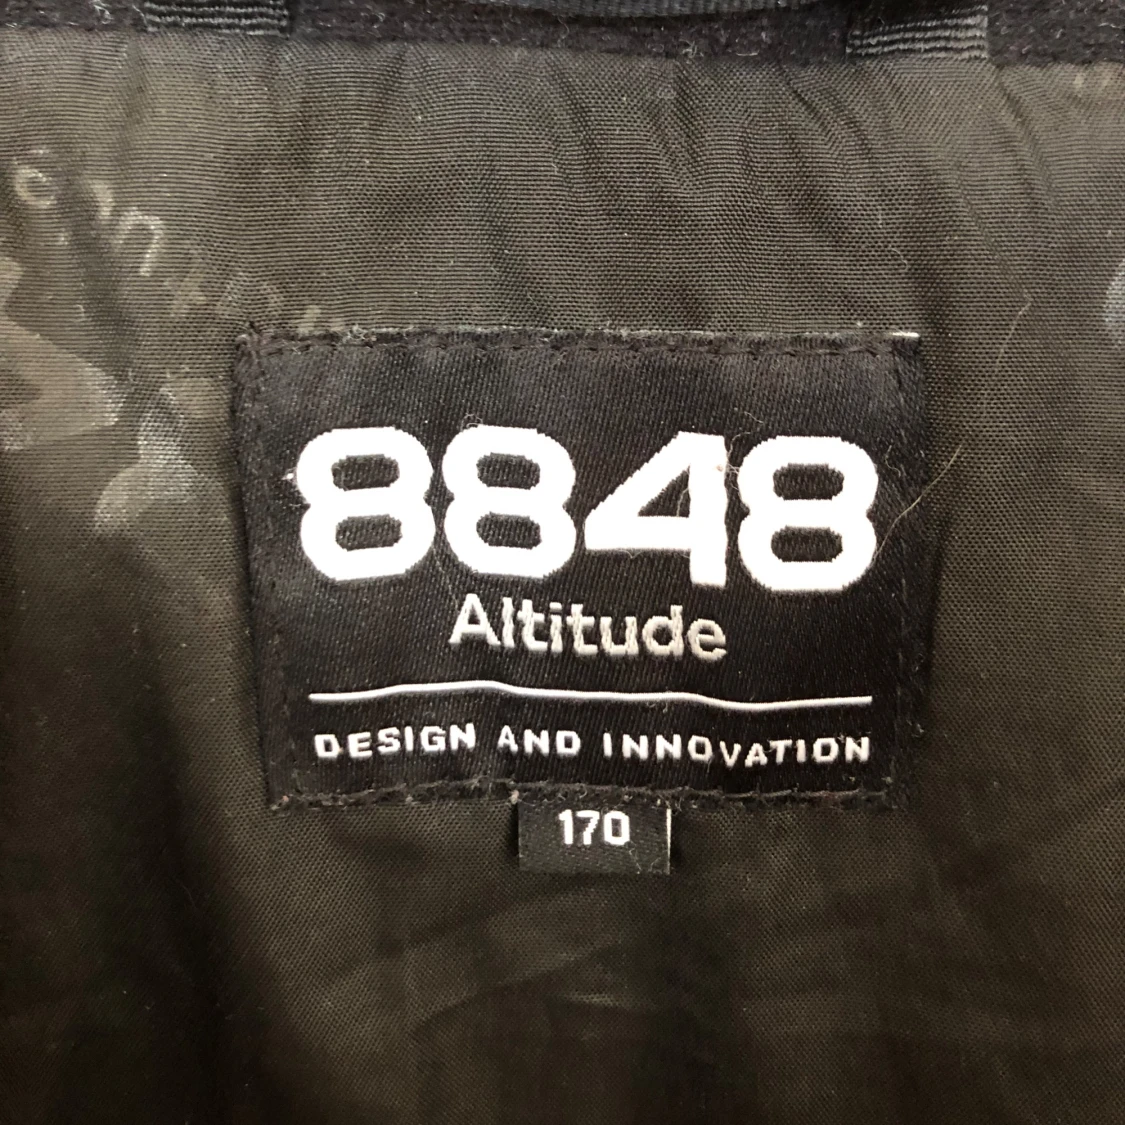 8848
Altitude
DESIGN AND INNOVATION
170